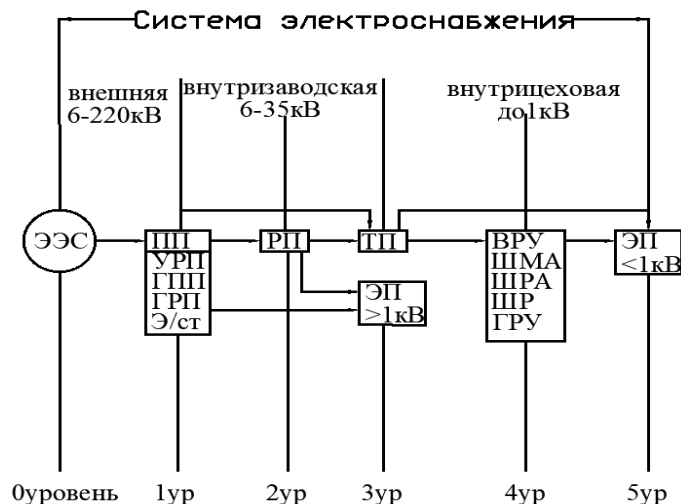 Система электроснабжения
внешняя
6-220кВ
внутризаводская
6-35кВ
внутрицеховая
до1кВ
ЭЭС
ПП
УРП
ГПП
ГРП
Э/ст
РП
ТП
ЭП
>1кВ
ВРУ
ШМА
ШРА
ШР
ГРУ
ЭП
<1кВ
0уровень
1ур
2ур
3ур
4ур
5ур